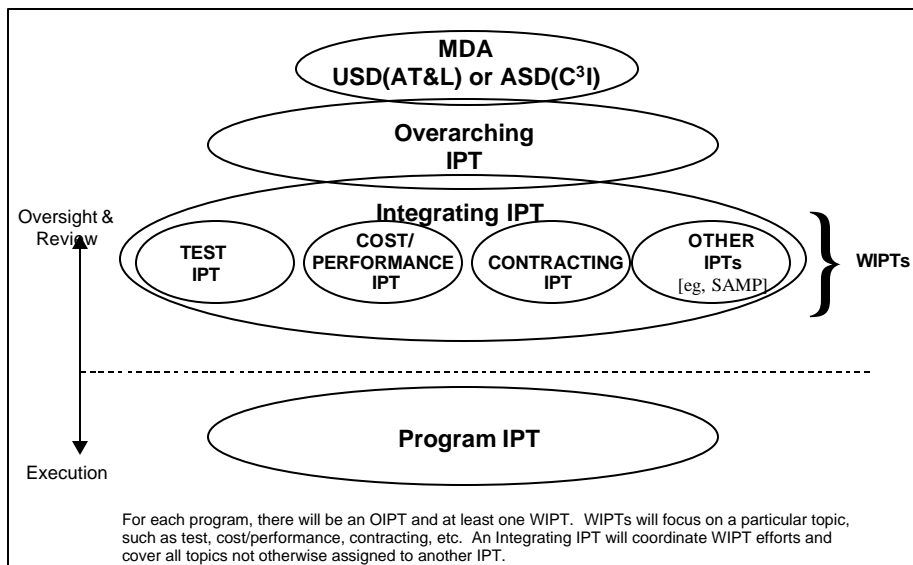 MDA
USD(AT&L) or ASD(C³I)
Overarching
IPT
Oversight &
Review
Integrating IPT
TEST
IPT
COST/
PERFORMANCE
IPT
CONTRACTING
IPT
OTHER
IPTs
[eg, SAMP]
WIPTs
Program IPT
Execution
For each program, there will be an OIPT and at least one WIPT.  WIPTs will focus on a particular topic,
such as test, cost/performance, contracting, etc.  An Integrating IPT will coordinate WIPT efforts and
cover all topics not otherwise assigned to another IPT.